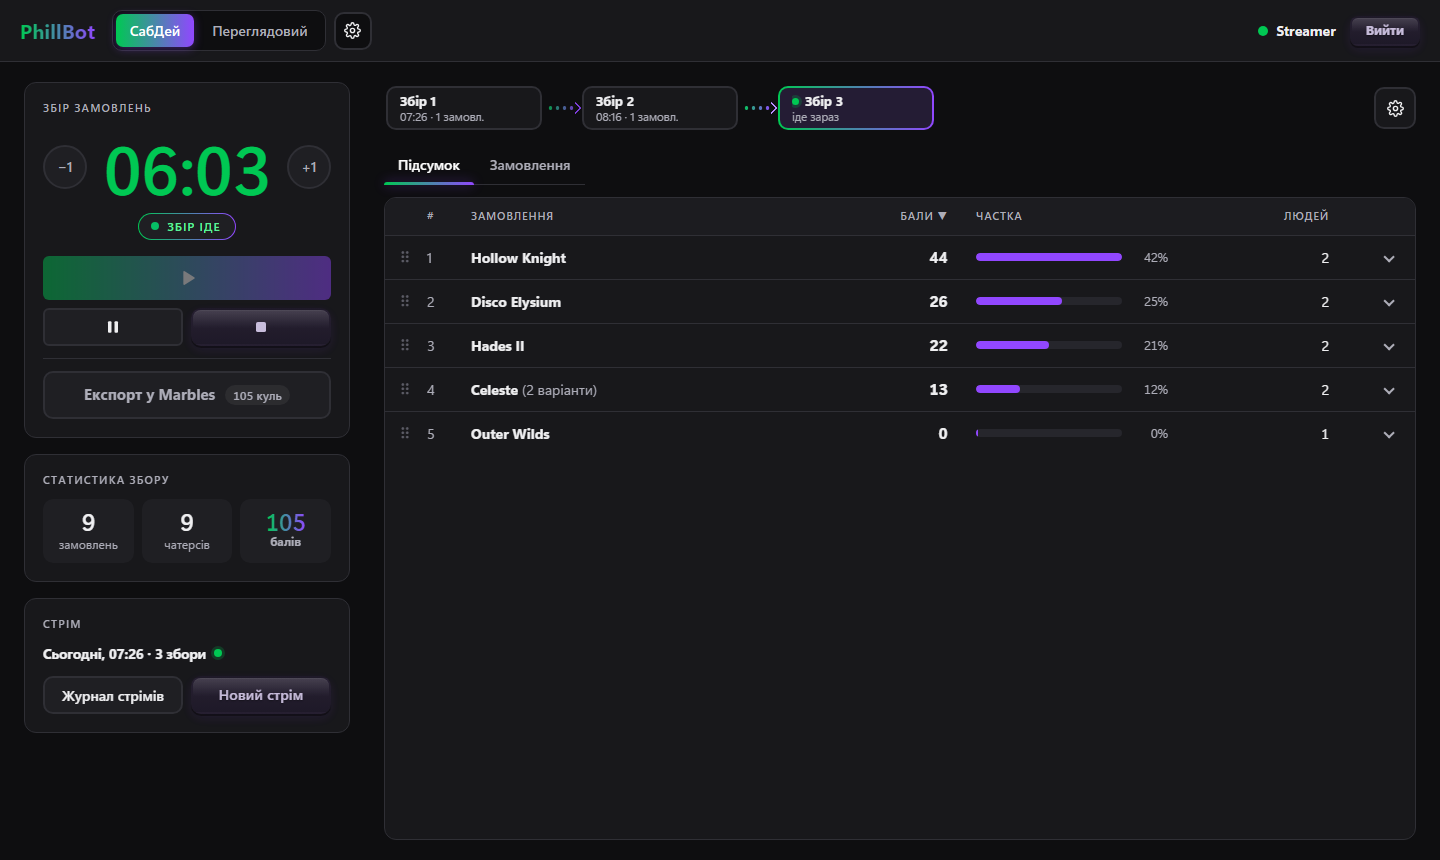 PhillBot
СабДей
Переглядовий
Streamer
Вийти
ЗБІР ЗАМОВЛЕНЬ
−1
06:03
+1
ЗБІР ІДЕ
Експорт у Marbles 105 куль
СТАТИСТИКА ЗБОРУ
9 9 105
замовлень чатерсів балів
СТРІМ
Сьогодні, 07:26 · 3 збори
Журнал стрімів
Новий стрім
Збір 1
07:26 · 1 замовл.
Збір 2
08:16 · 1 замовл.
Збір 3
іде зараз
Підсумок Замовлення
# ЗАМОВЛЕННЯ БАЛИ ▼ ЧАСТКА ЛЮДЕЙ
1 Hollow Knight 44 42% 2
2 Disco Elysium 26 25% 2
3 Hades II 22 21% 2
4 Celeste (2 варіанти) 13 12% 2
5 Outer Wilds 0 0% 1